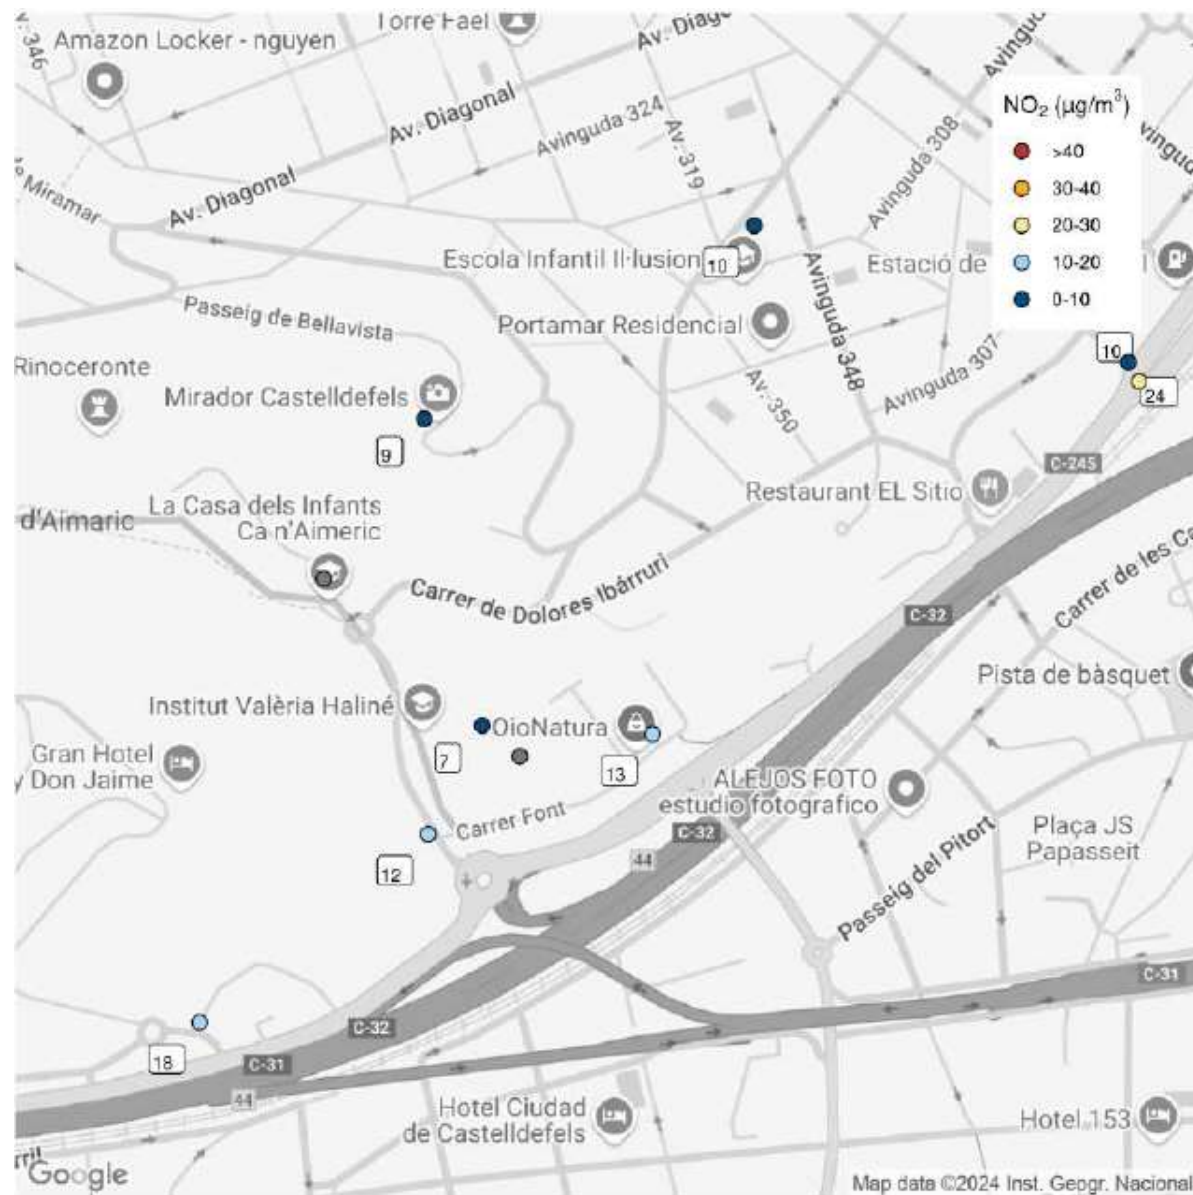 Torre Fael
Av. 346
Amazon Locker - nguyen
Av. Diagonal
Avinguda 324
Av. 319
Avinguda 308
NO₂ (µg/m³)
>40
30-40
20-30
10-20
0-10
Miramar
Av. Diagonal
Av. Diagonal
Escola Infantil Il·lusion
10
Estació de
Passeig de Bellavista
Portamar Residencial
Avinguda 348
Avinguda 307
10
24
Rinoceronte
Mirador Castelldefels
Av. 350
9
C-245
Restaurant EL Sitio
La Casa dels Infants
Ca n'Aimeric
d'Aimaric
Carrer de Dolores Ibárruri
C-32
Carrer de les
Institut Valèria Haliné
Pista de bàsquet
OioNatura
7
13
Gran Hotel
y Don Jaime
ALEJOS FOTO
estudio fotografico
Carrer Font
C-32
44
Plaça JS
Papasseit
12
Passeig del Pitort
C-31
C-32
18
C-31
44
Hotel Ciudad
de Castelldefels
Hotel 153
Google
Map data ©2024 Inst. Geogr. Nacional